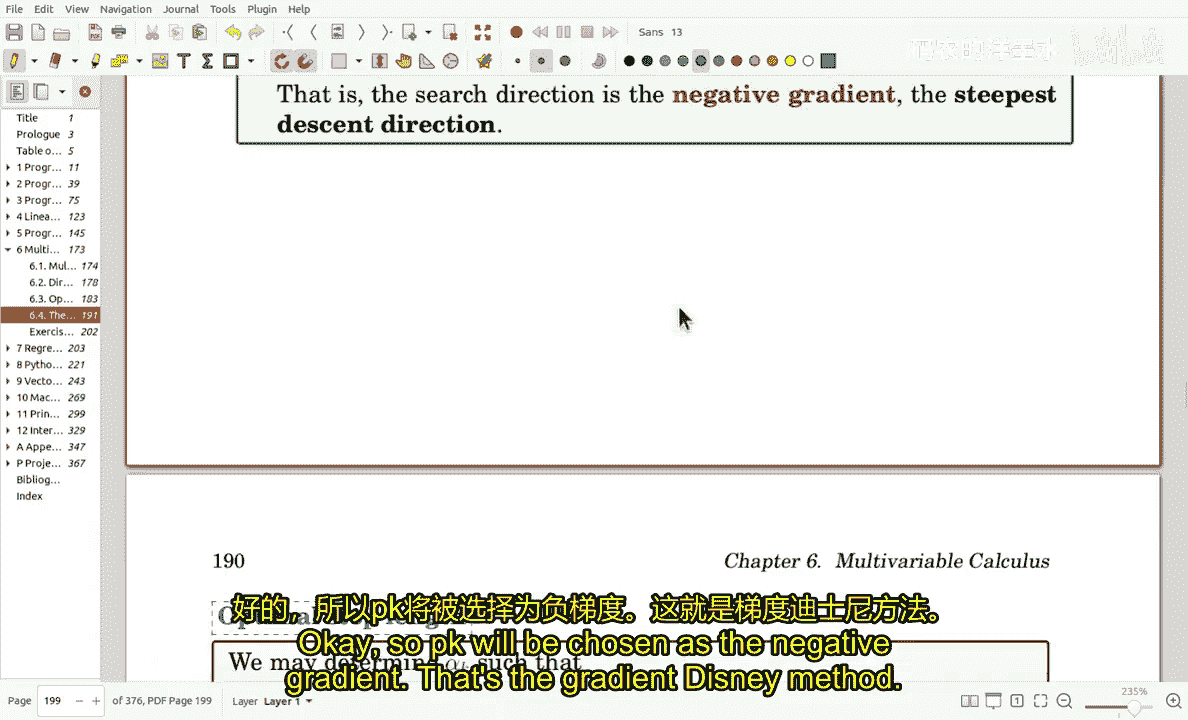 File Edit View Navigation Journal Tools Plugin Help
Sans 13
That is, the search direction is the negative gradient, the steepest
descent direction.
Title 1
Prologue 3
Table o... 5
1 Progr... 11
2 Progr... 39
3 Progr... 75
4 Linea... 123
5 Progr... 145
6 Multi... 173
6.1. Mul... 174
6.2. Dir... 178
6.3. Op... 183
6.4. The... 191
Exercis... 202
7 Regre... 203
8 Pytho... 221
9 Vecto... 243
10 Mac... 269
11 Prin... 299
12 Inter... 329
A Appe... 347
P Proje... 367
Bibliog...
Index
190 Chapter 6. Multivariable Calculus
We may determine such that
好的，所以pk将被选择为负梯度。这就是梯度迪士尼方法。
Okay, so pk will be chosen as the negative
gradient. That's the gradient Disney method.
Page 199 of 376, PDF Page 199 Layer Layer 1 235%